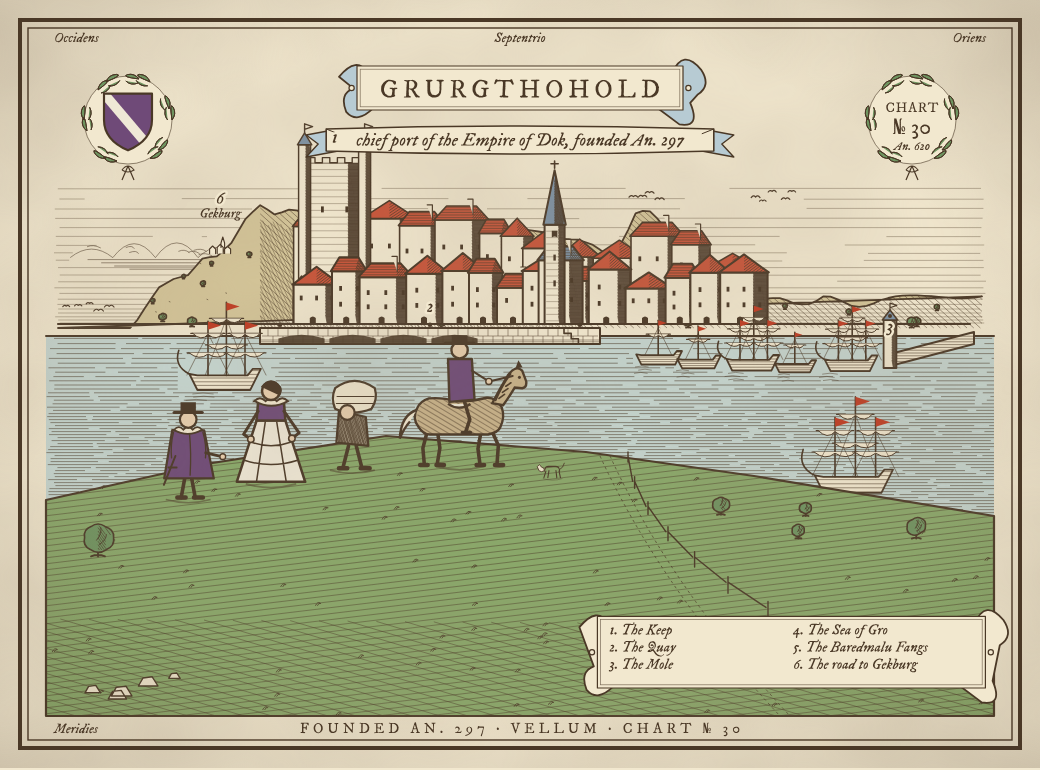 Occidens
Septentrio
Oriens
GRURGTHOHOLD
CHART
№ 30
An. 620
1 chief port of the Empire of Dok, founded An. 297
6
Gekburg
2
3
1. The Keep
2. The Quay
3. The Mole
4. The Sea of Gro
5. The Baredmalu Fangs
6. The road to Gekburg
Meridies
FOUNDED AN. 297 · VELLUM · CHART № 30